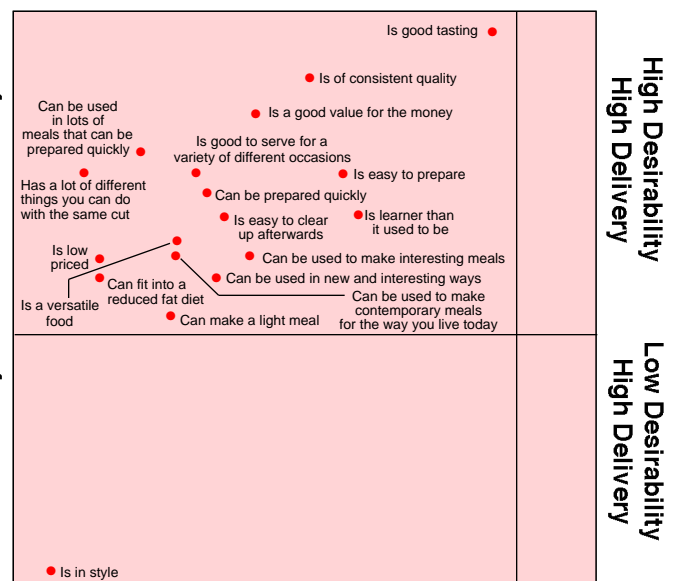 Is good tasting
Is of consistent quality
Can be used
in lots of
meals that can be
prepared quickly
Is a good value for the money
Is good to serve for a
variety of different occasions
Is easy to prepare
Has a lot of different
things you can do
with the same cut
Can be prepared quickly
Is easy to clear
up afterwards
Is learner than
it used to be
Is low
priced
Can be used to make interesting meals
Can fit into a
reduced fat diet
Can be used in new and interesting ways
Is a versatile
food
Can be used to make
contemporary meals
for the way you live today
Can make a light meal
Is in style
High Desirability
High Delivery
Low Desirability
High Delivery